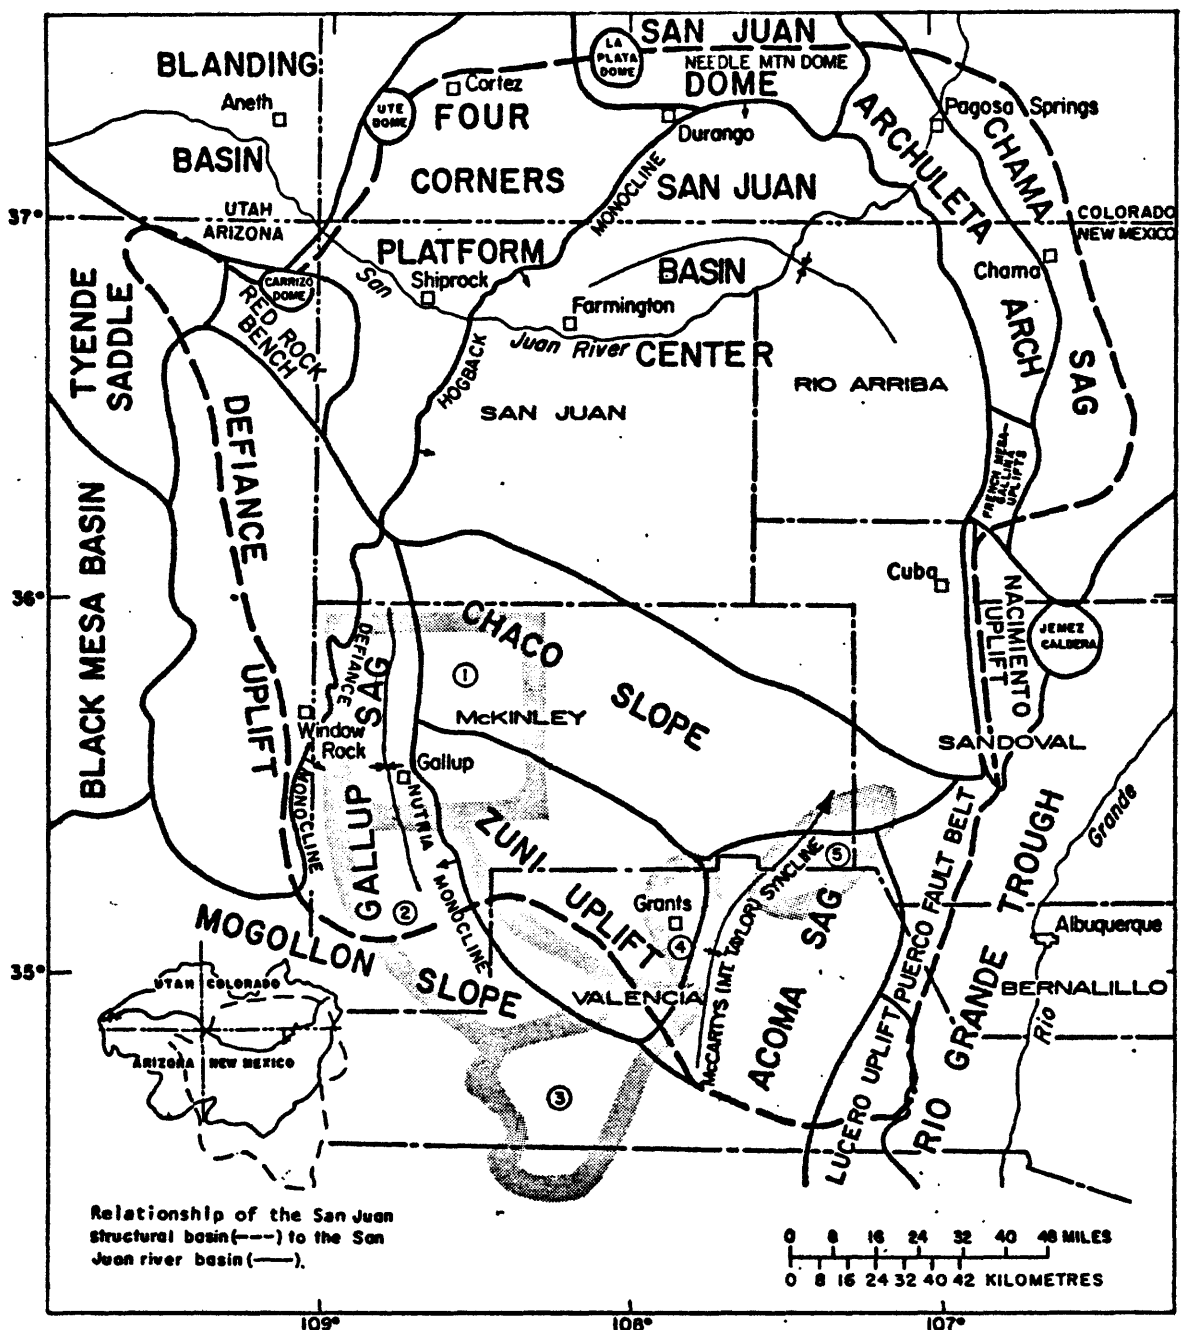 SAN JUAN
LA PLATA DOME
NEEDLE MTN DOME
DOME
BLANDING
Aneth
BASIN
UTE DOME
Cortez
FOUR
CORNERS
PLATFORM
Durango
MONOCLINE
SAN JUAN
BASIN
CENTER
ARCHULETA
ARCH
Pagosa Springs
CHAMA
SAG
37°
UTAH
ARIZONA
COLORADO
NEW MEXICO
Chama
San
Shiprock
Farmington
Juan River
CARRIZO DOME
RED ROCK
BENCH
TYENDE
SADDLE
HOGBACK
SAN JUAN
RIO ARRIBA
DEFIANCE
UPLIFT
BLACK MESA BASIN
FRENCH MESA-
GALLINA
UPLIFTS
Cuba
36°
NACIMIENTO
UPLIFT
JEMEZ
CALDERA
CHACO
SLOPE
DEFIANCE
MONOCLINE
GALLUP SAG
1
McKINLEY
Window
Rock
Gallup
NUTRIA
MONOCLINE
SANDOVAL
ZUNI
UPLIFT
5
McCARTYS (MT TAYLOR) SYNCLINE
2
Grants
4
ACOMA SAG
PUERCO FAULT BELT
RIO GRANDE TROUGH
Rio
Grande
Albuquerque
BERNALILLO
MOGOLLON
SLOPE
35°
VALENCIA
LUCERO UPLIFT
3
UTAH COLORADO
ARIZONA NEW MEXICO
Relationship of the San Juan
structural basin(----) to the San
Juan river basin(——).
0 8 16 24 32 40 48 MILES
0 8 16 24 32 40 42 KILOMETRES
109° 108° 107°